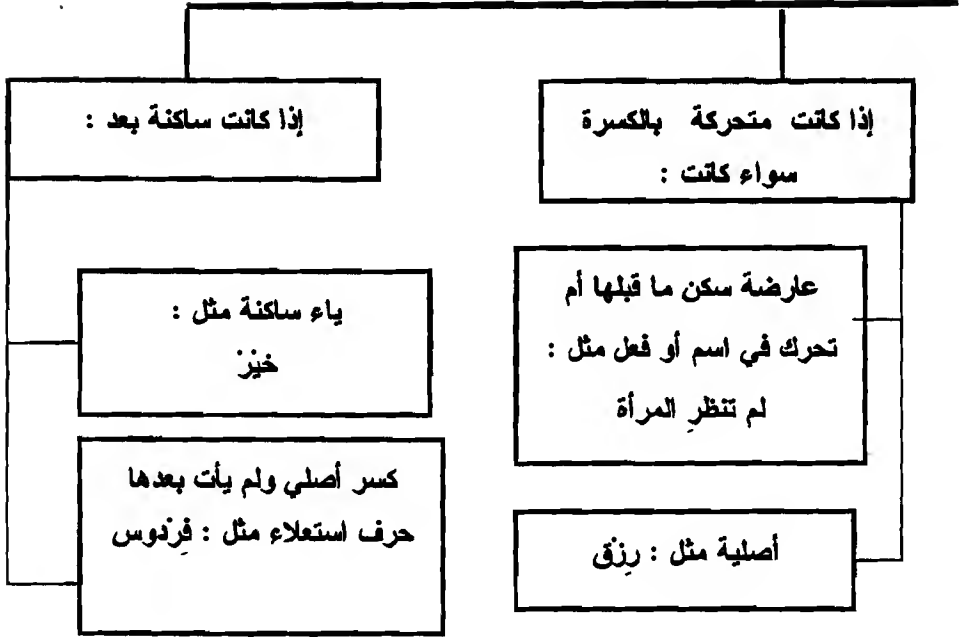 إذا كانت متحركة بالكسرة
سواء كانت :
عارضة سكن ما قبلها أم
تحرك في اسم أو فعل مثل :
لم تنظرِ المرأة
أصلية مثل : رِزْق
إذا كانت ساكنة بعد :
ياء ساكنة مثل :
خيْرْ
كسر أصلي ولم يأت بعدها
حرف استعلاء مثل : فِرْدوس